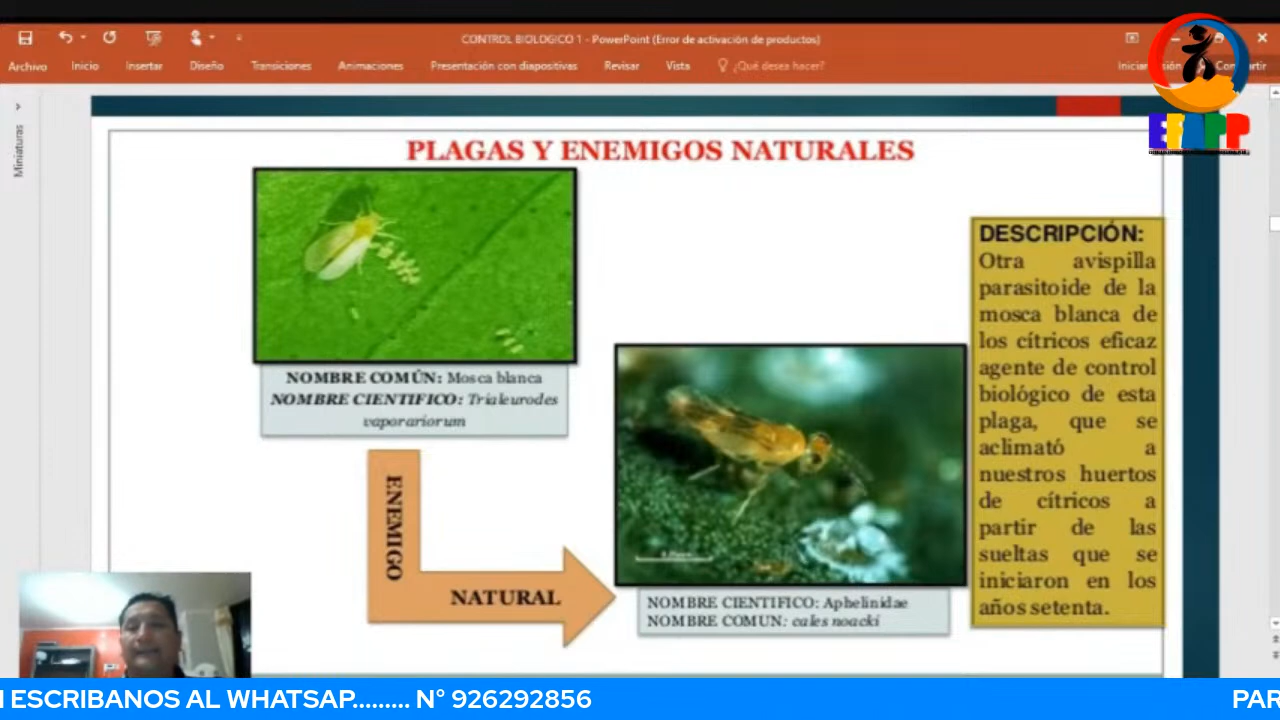 CONTROL BIOLOGICO 1 - PowerPoint (Error de activación de productos)
Archivo
Inicio
Insertar
Diseño
Transiciones
Animaciones
Presentación con diapositivas
Revisar
Vista
¿Qué desea hacer?
Miniaturas
PLAGAS Y ENEMIGOS NATURALES
NOMBRE COMÚN: Mosca blanca
NOMBRE CIENTIFICO: Trialeurodes
vaporariorum
ENEMIGO
NATURAL
NOMBRE CIENTIFICO: Aphelinidae
NOMBRE COMUN: cales noacki
DESCRIPCIÓN:
Otra avispilla
parasitoide de la
mosca blanca de
los cítricos eficaz
agente de control
biológico de esta
plaga, que se
aclimató a
nuestros huertos
de cítricos a
partir de las
sueltas que se
iniciaron en los
años setenta.
ESCRIBANOS AL WHATSAP......... N° 926292856
PAR